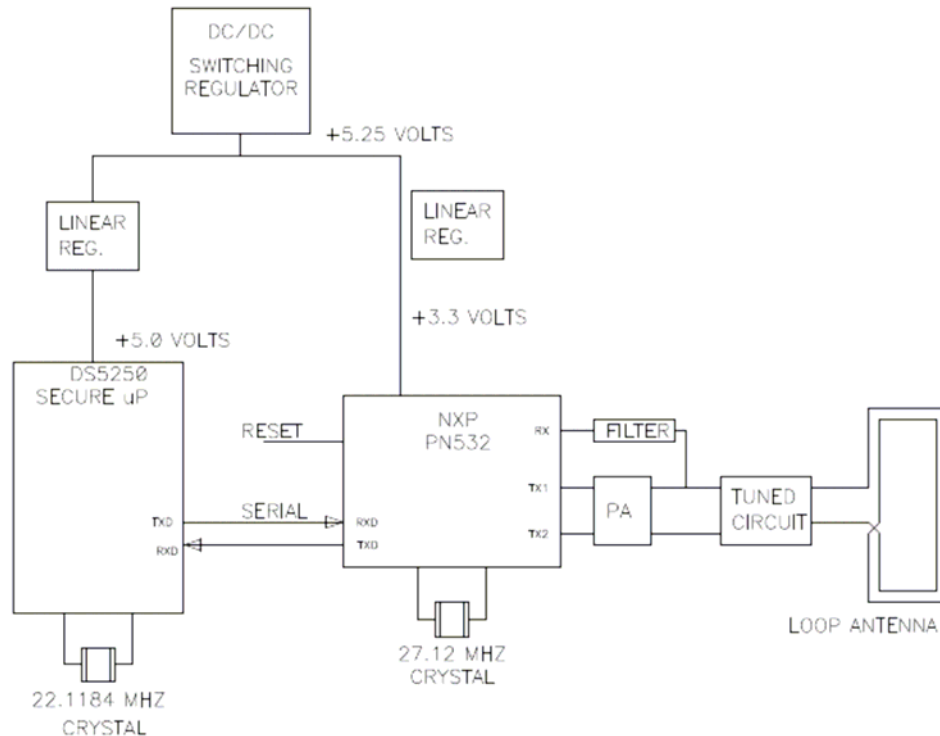 DC/DC
SWITCHING
REGULATOR
+5.25 VOLTS
LINEAR
REG.
LINEAR
REG.
+3.3 VOLTS
+5.0 VOLTS
DS5250
SECURE uP
NXP
PN532
RESET
RX
FILTER
TX1
TX2
PA
TUNED
CIRCUIT
TXD
SERIAL
RXD
RXD
TXD
LOOP ANTENNA
27.12 MHZ
CRYSTAL
22.1184 MHZ
CRYSTAL